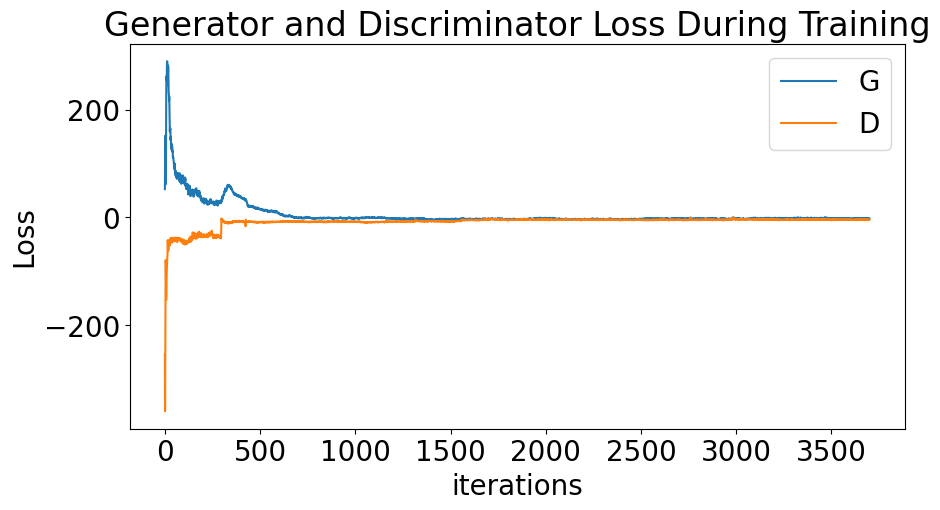 Generator and Discriminator Loss During Training
G
D
Loss
200
0
−200
0 500 1000 1500 2000 2500 3000 3500
iterations